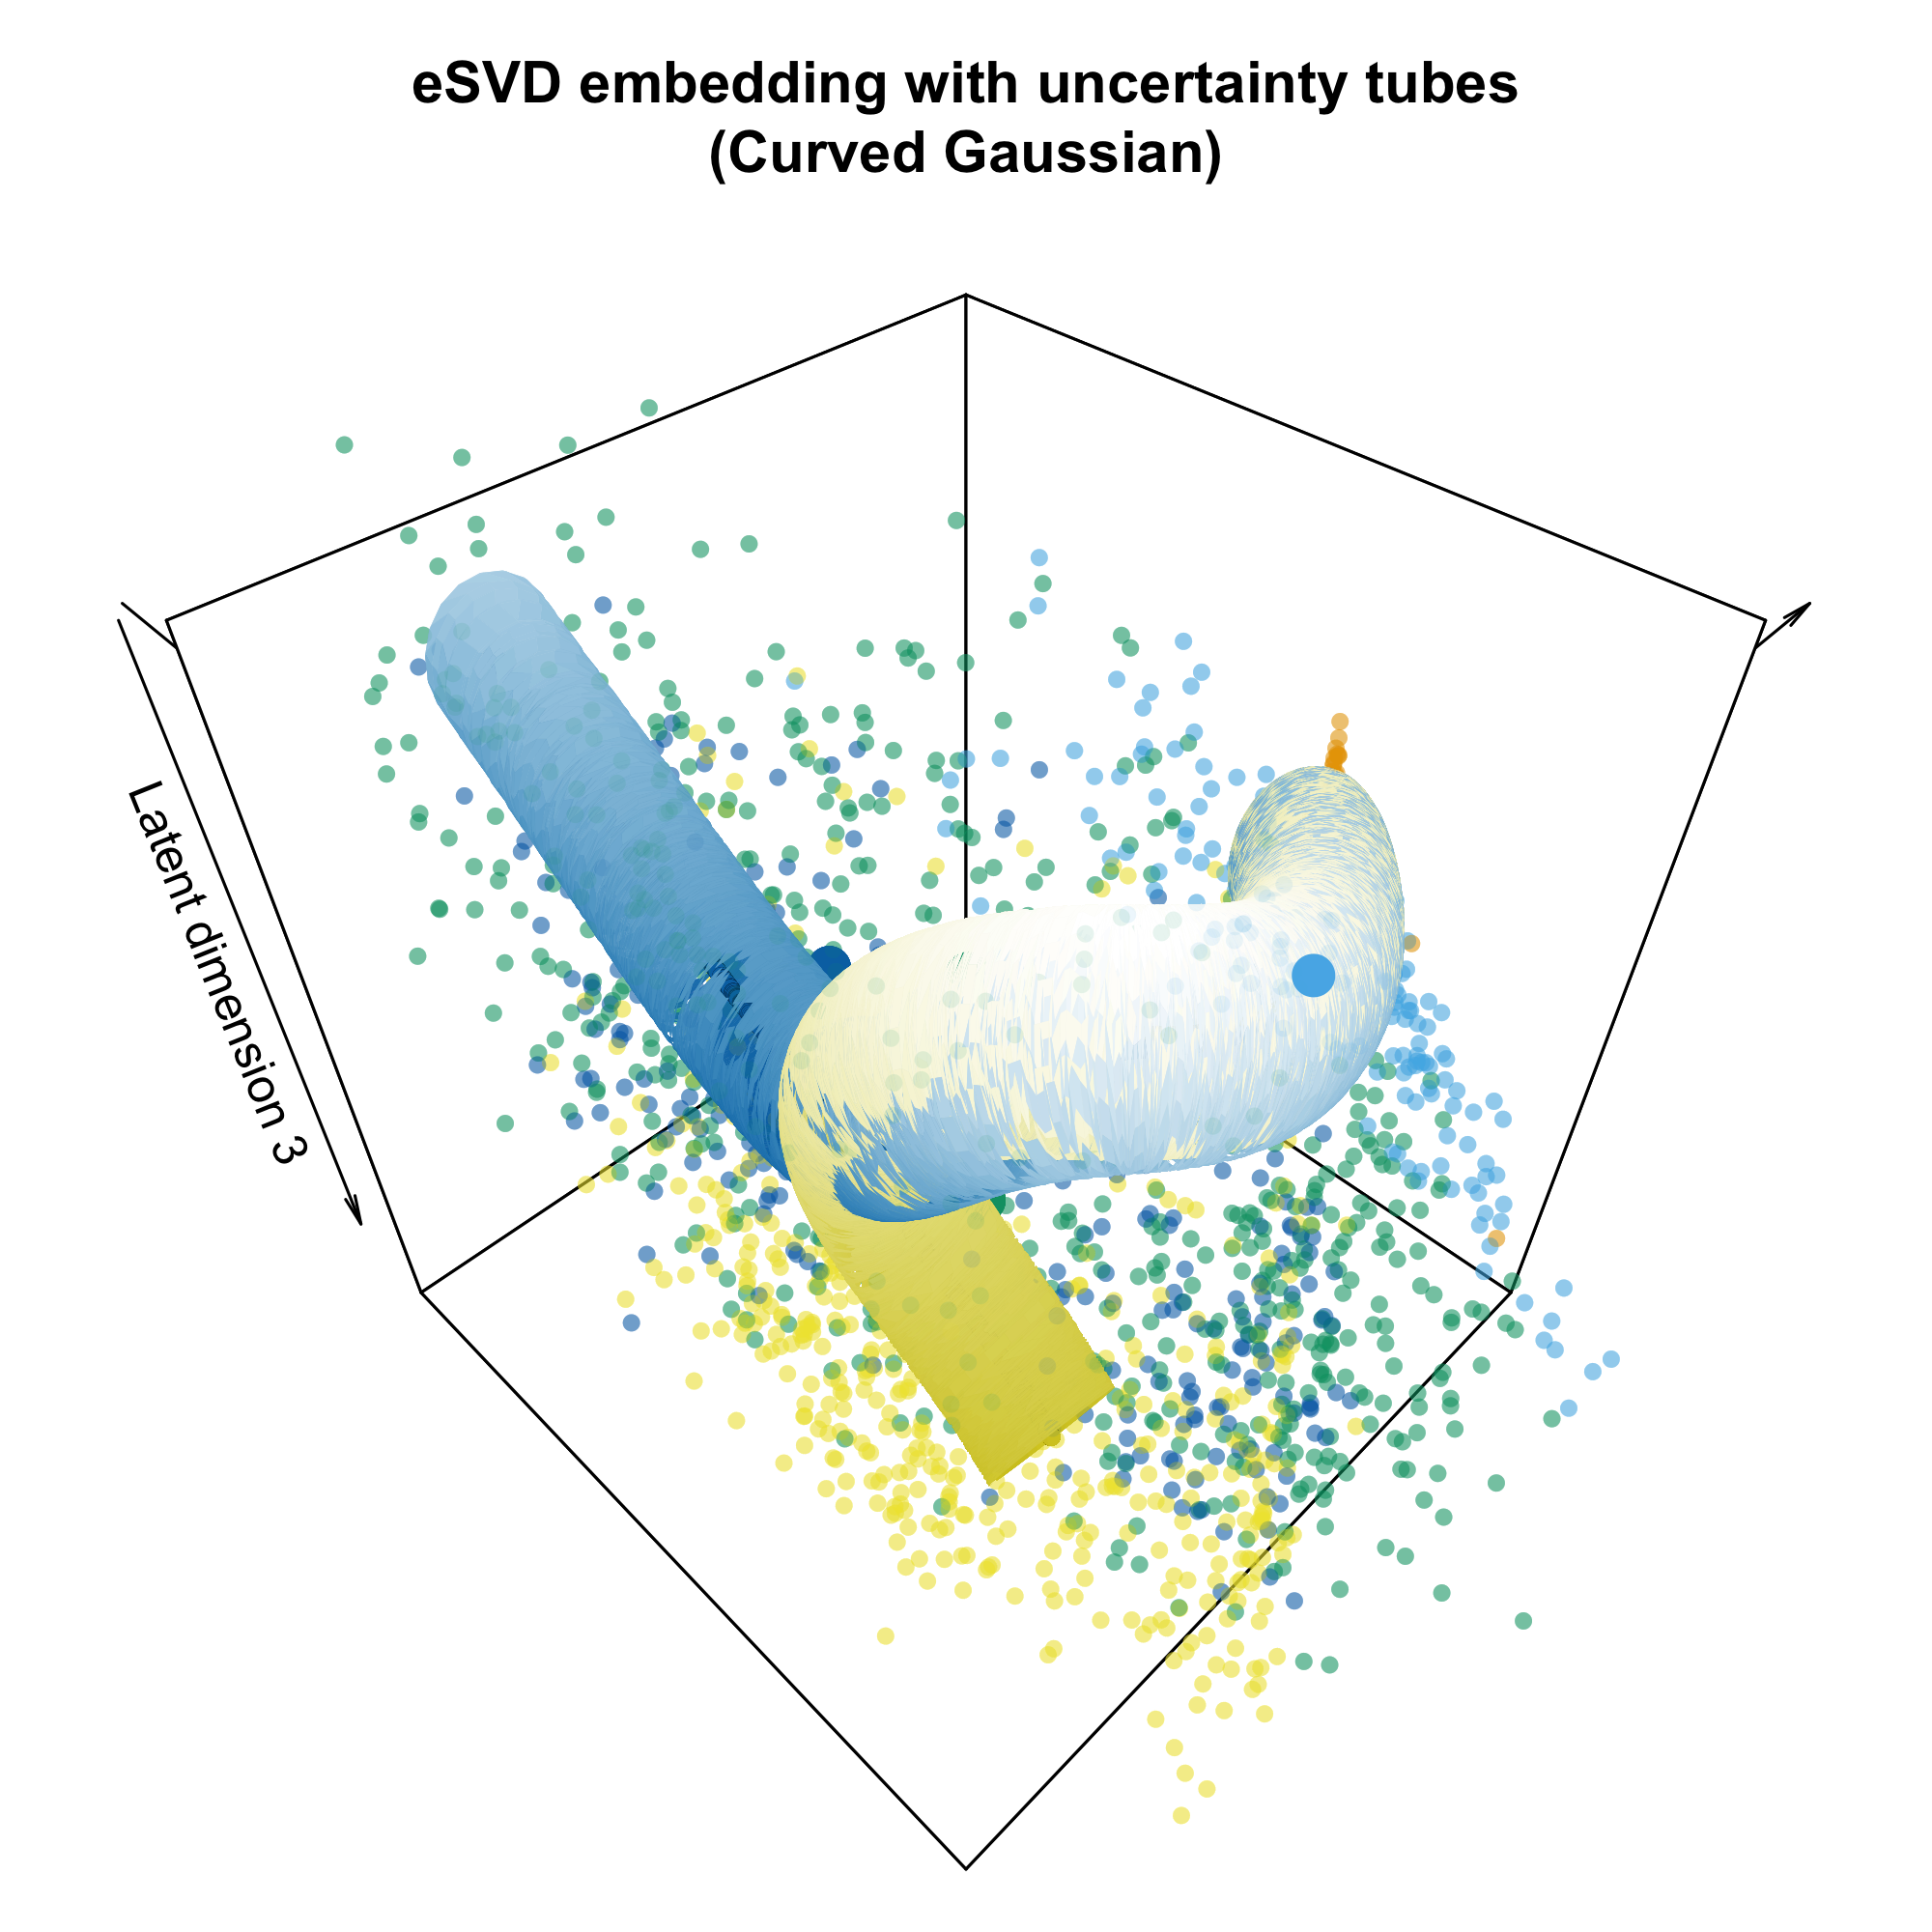 eSVD embedding with uncertainty tubes
(Curved Gaussian)
Latent dimension 3